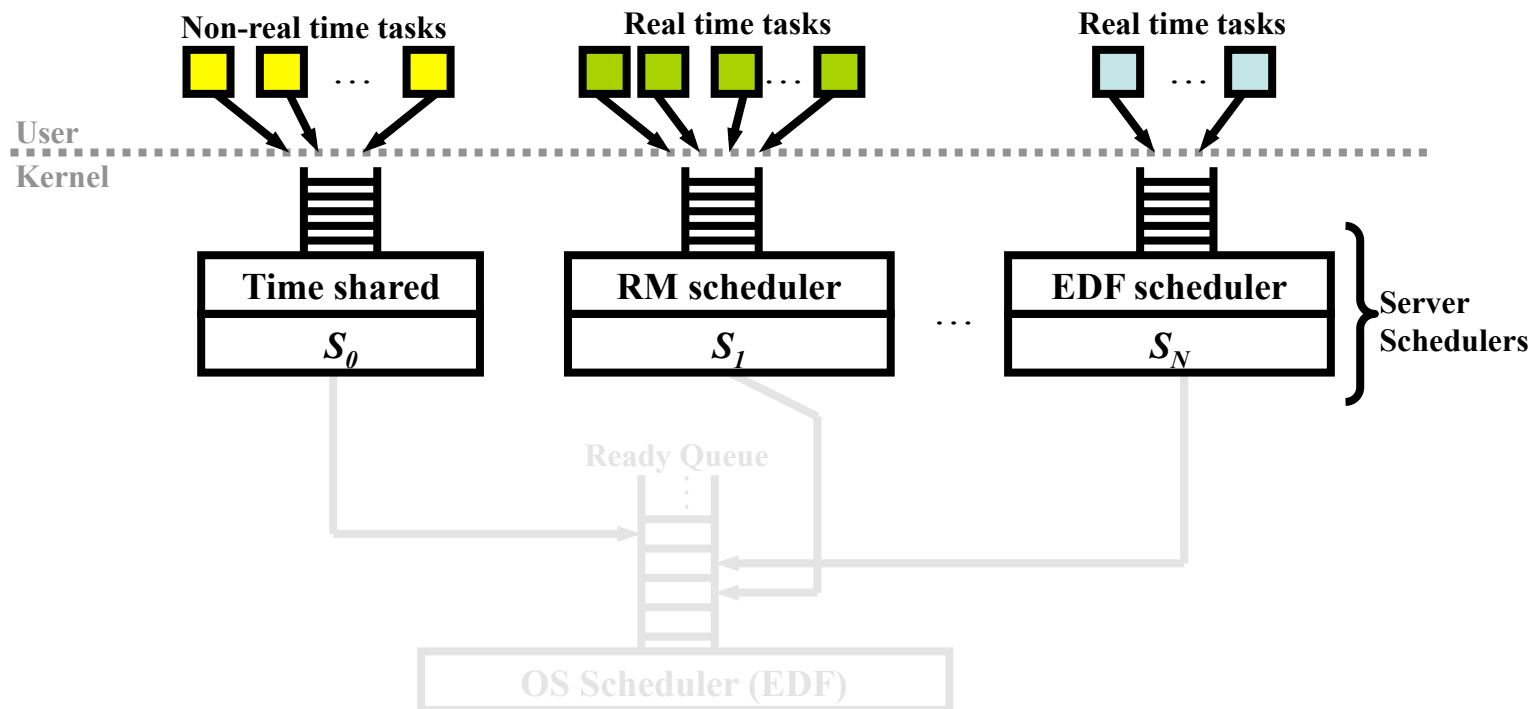 Non-real time tasks
Real time tasks
Real time tasks
...
...
...
User
Kernel
Time shared
RM scheduler
EDF scheduler
S0
S1
...
SN
Server
Schedulers
Ready Queue
OS Scheduler (EDF)